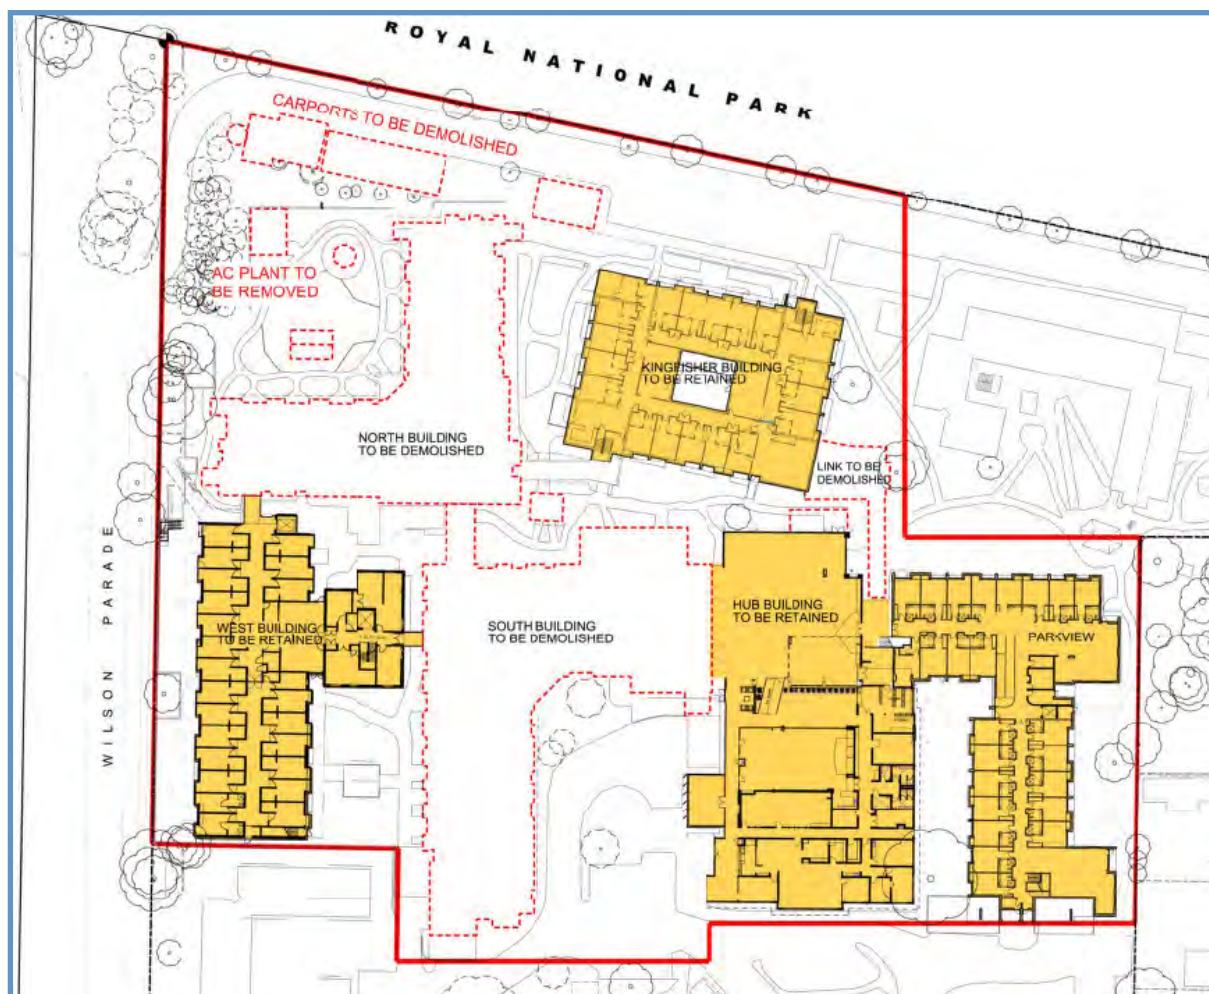 ROYAL NATIONAL PARK
CARPORTS TO BE DEMOLISHED
AC PLANT TO
BE REMOVED
KINGFISHER BUILDING
TO BE RETAINED
NORTH BUILDING
TO BE DEMOLISHED
LINK TO BE
DEMOLISHED
WILSON PARADE
WEST BUILDING
TO BE RETAINED
SOUTH BUILDING
TO BE DEMOLISHED
HUB BUILDING
TO BE RETAINED
PARKVIEW